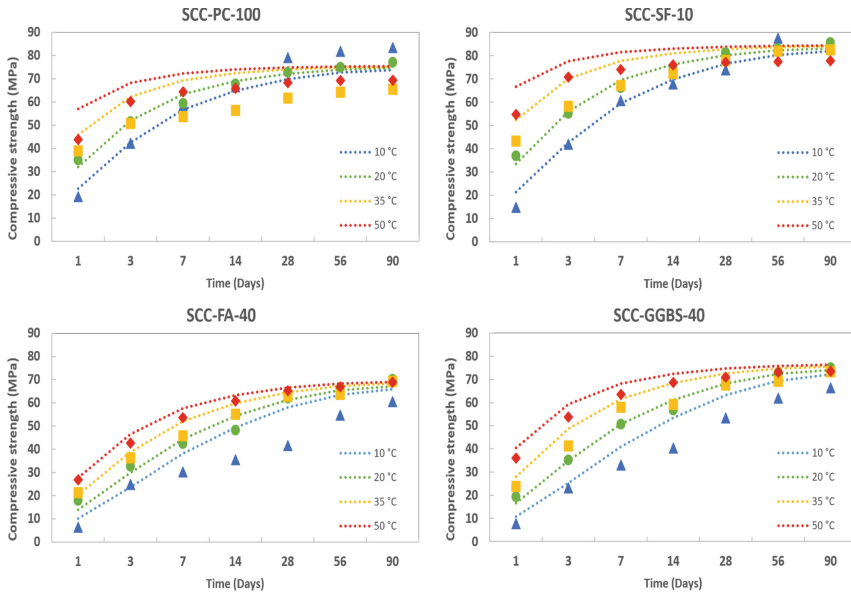 SCC-PC-100
Compressive strength (MPa)
90
80
70
60
50
40
30
20
10
0
10 °C
20 °C
35 °C
50 °C
1 3 7 14 28 56 90
Time (Days)
SCC-SF-10
Compressive strength (MPa)
90
80
70
60
50
40
30
20
10
0
10 °C
20 °C
35 °C
50 °C
1 3 7 14 28 56 90
Time (Days)
SCC-FA-40
Compressive strength (MPa)
90
80
70
60
50
40
30
20
10
0
10 °C
20 °C
35 °C
50 °C
1 3 7 14 28 56 90
Time (Days)
SCC-GGBS-40
Compressive strength (MPa)
90
80
70
60
50
40
30
20
10
0
10 °C
20 °C
35 °C
50 °C
1 3 7 14 28 56 90
Time (Days)